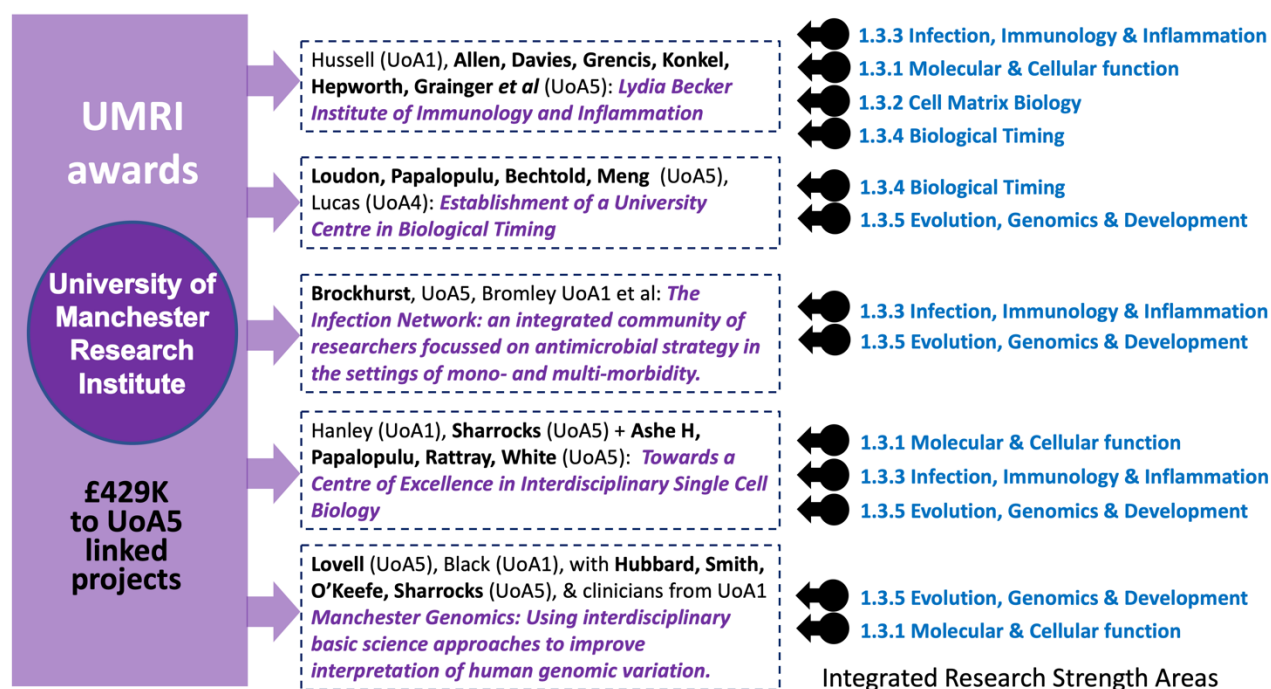 UMRI
awards
University of
Manchester
Research
Institute
£429K
to UoA5
linked
projects
Hussell (UoA1), Allen, Davies, Grencis, Konkel,
Hepworth, Grainger et al (UoA5): Lydia Becker
Institute of Immunology and Inflammation
1.3.3 Infection, Immunology & Inflammation
1.3.1 Molecular & Cellular function
1.3.2 Cell Matrix Biology
1.3.4 Biological Timing
Loudon, Papalopulu, Bechtold, Meng (UoA5),
Lucas (UoA4): Establishment of a University
Centre in Biological Timing
1.3.4 Biological Timing
1.3.5 Evolution, Genomics & Development
Brockhurst, UoA5, Bromley UoA1 et al: The
Infection Network: an integrated community of
researchers focussed on antimicrobial strategy in
the settings of mono- and multi-morbidity.
1.3.3 Infection, Immunology & Inflammation
1.3.5 Evolution, Genomics & Development
Hanley (UoA1), Sharrocks (UoA5) + Ashe H,
Papalopulu, Rattray, White (UoA5): Towards a
Centre of Excellence in Interdisciplinary Single Cell
Biology
1.3.1 Molecular & Cellular function
1.3.3 Infection, Immunology & Inflammation
1.3.5 Evolution, Genomics & Development
Lovell (UoA5), Black (UoA1), with Hubbard, Smith,
O’Keefe, Sharrocks (UoA5), & clinicians from UoA1
Manchester Genomics: Using interdisciplinary
basic science approaches to improve
interpretation of human genomic variation.
1.3.5 Evolution, Genomics & Development
1.3.1 Molecular & Cellular function
Integrated Research Strength Areas